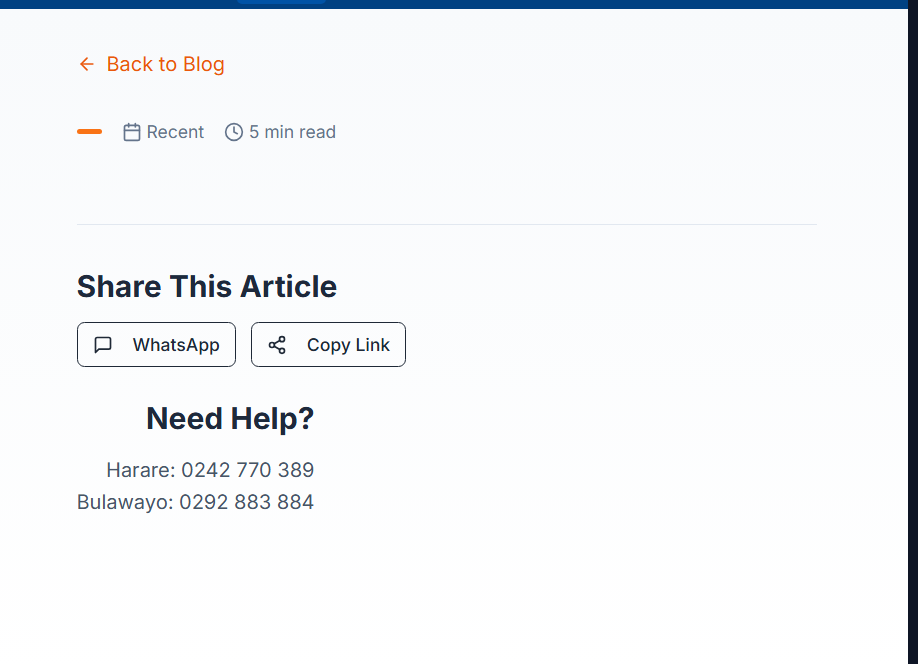 Back to Blog
Recent 5 min read
Share This Article
WhatsApp Copy Link
Need Help?
Harare: 0242 770 389
Bulawayo: 0292 883 884